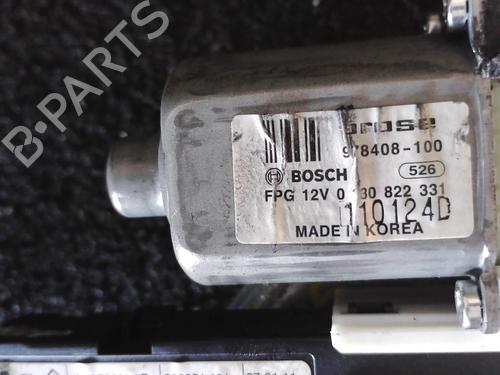 B-PARTS
brose
978408-100
BOSCH 526
FPG 12V 0 130 822 331
110124D
MADE IN KOREA